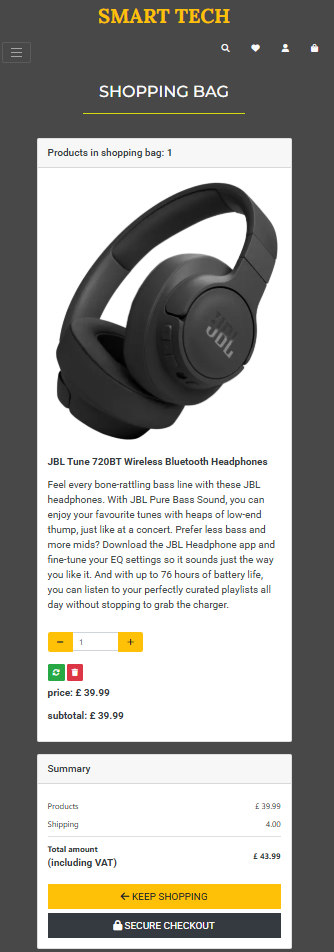 SMART TECH
SHOPPING BAG
Products in shopping bag: 1
JBL
JBL Tune 720BT Wireless Bluetooth Headphones
Feel every bone-rattling bass line with these JBL
headphones. With JBL Pure Bass Sound, you can
enjoy your favourite tunes with heaps of low-end
thump, just like at a concert. Prefer less bass and
more mids? Download the JBL Headphone app and
fine-tune your EQ settings so it sounds just the way
you like it. And with up to 76 hours of battery life,
you can listen to your perfectly curated playlists all
day without stopping to grab the charger.
− 1 +
price: £ 39.99
subtotal: £ 39.99
Summary
Products £ 39.99
Shipping 4.00
Total amount
(including VAT) £ 43.99
KEEP SHOPPING
SECURE CHECKOUT